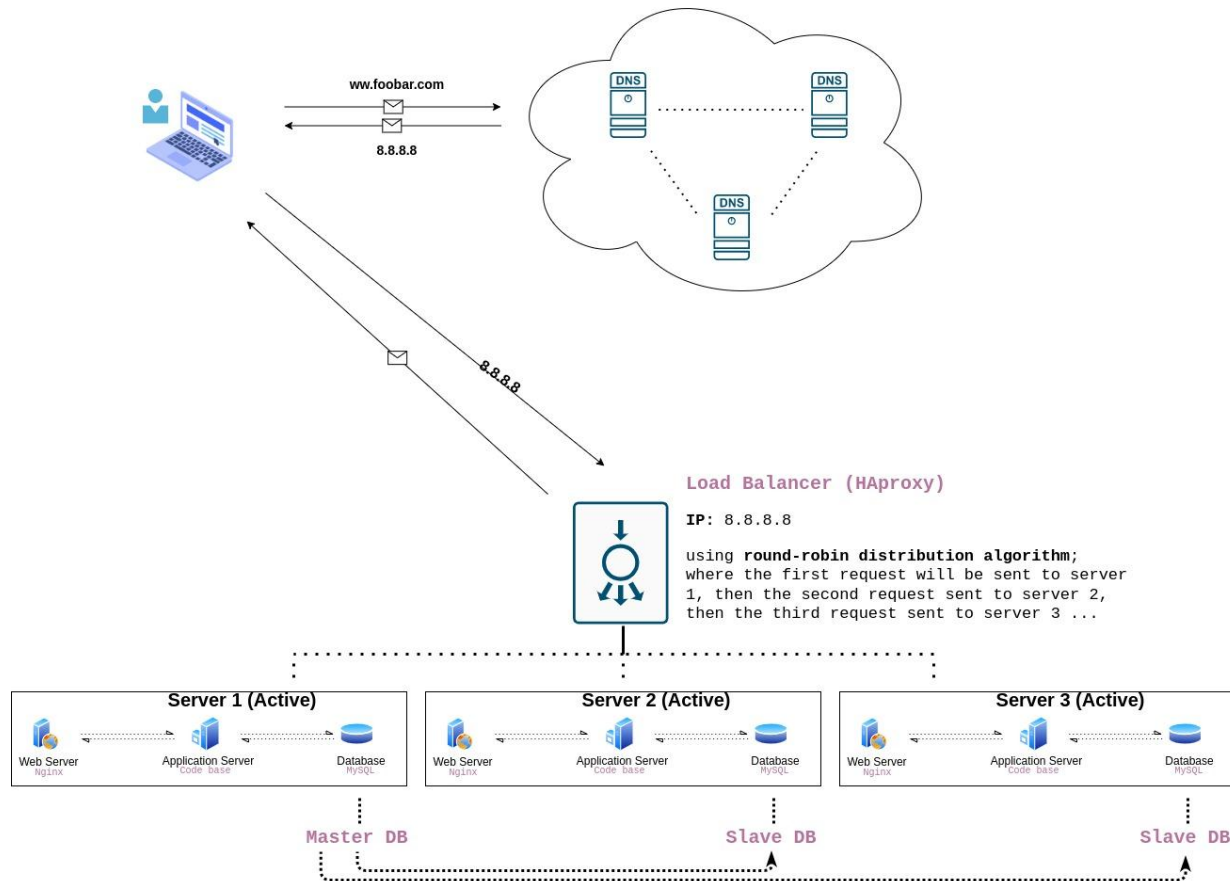 DNS
DNS
ww.foobar.com
8.8.8.8
DNS
8.8.8.8
Load Balancer (HAproxy)
IP: 8.8.8.8
using round-robin distribution algorithm;
where the first request will be sent to server
1, then the second request sent to server 2,
then the third request sent to server 3 ...
Server 1 (Active)
Web Server
Nginx
Application Server
Code base
Database
MySQL
Server 2 (Active)
Web Server
Nginx
Application Server
Code base
Database
MySQL
Server 3 (Active)
Web Server
Nginx
Application Server
Code base
Database
MySQL
Master DB
Slave DB
Slave DB